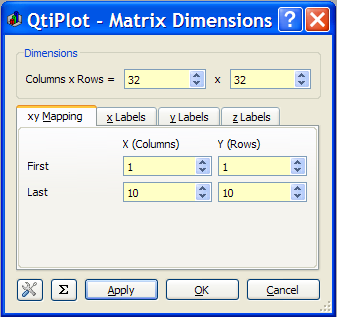 QtiPlot - Matrix Dimensions ?
Dimensions
Columns x Rows = 32 x 32
xy Mapping x Labels y Labels z Labels
X (Columns) Y (Rows)
First 1 1
Last 10 10
Σ Apply OK Cancel